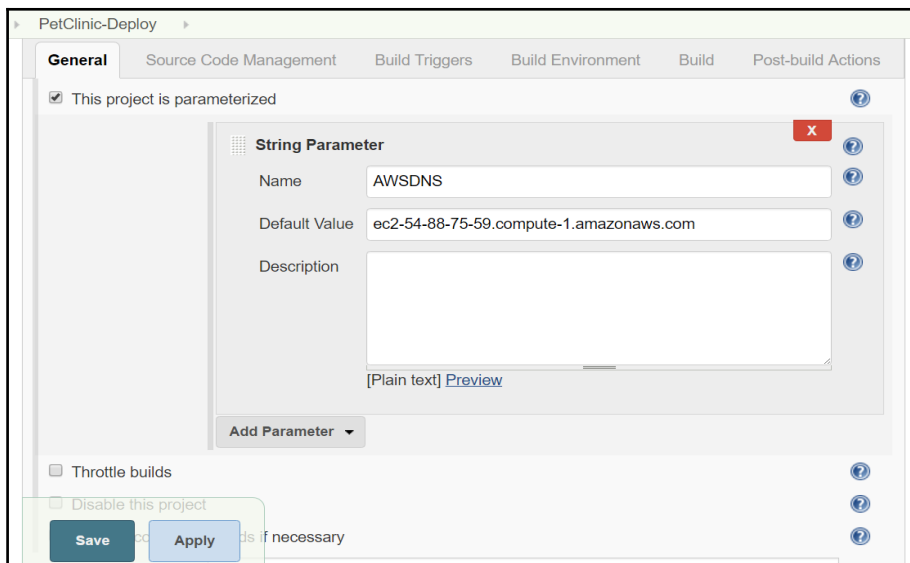 PetClinic-Deploy
General Source Code Management Build Triggers Build Environment Build Post-build Actions
This project is parameterized
X
String Parameter
Name AWSDNS
Default Value ec2-54-88-75-59.compute-1.amazonaws.com
Description
[Plain text] Preview
Add Parameter
Throttle builds
Disable this project
if necessary
Save Apply